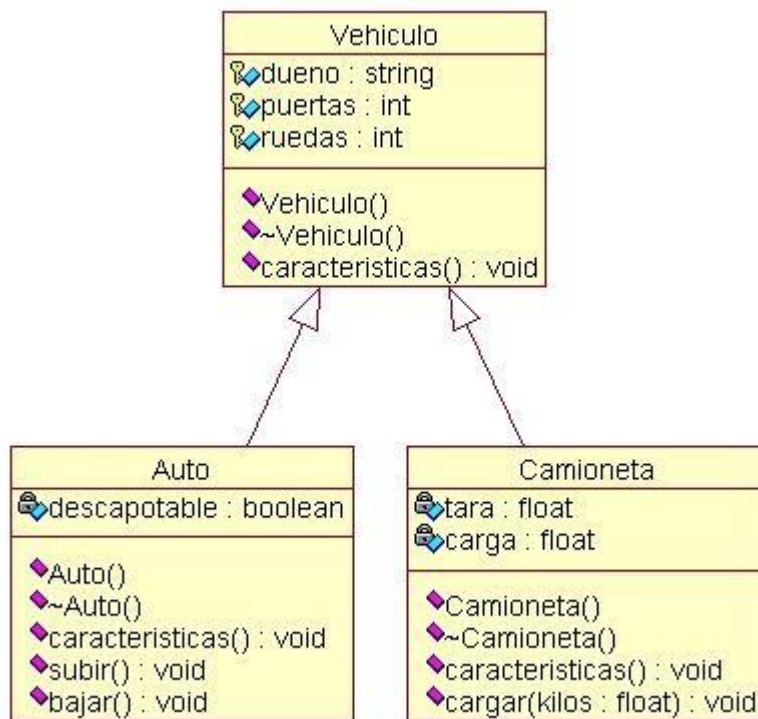 Vehiculo
dueno : string
puertas : int
ruedas : int
Vehiculo()
~Vehiculo()
caracteristicas() : void
Auto
descapotable : boolean
Auto()
~Auto()
caracteristicas() : void
subir() : void
bajar() : void
Camioneta
tara : float
carga : float
Camioneta()
~Camioneta()
caracteristicas() : void
cargar(kilos : float) : void